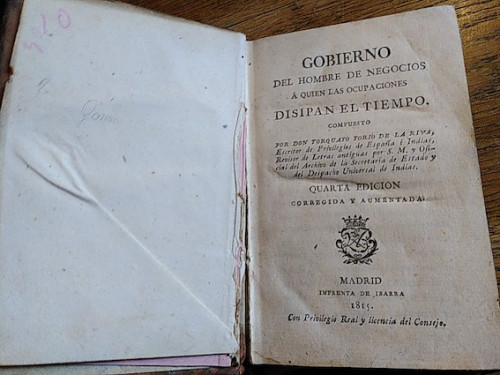 GOBIERNO
DEL HOMBRE DE NEGOCIOS
Á QUIEN LAS OCUPACIONES
DISIPAN EL TIEMPO.
COMPUESTO
POR DON TORQUATO TORIO DE LA RIVA,
Escritor de Privilegios de España é Indias,
Revisor de Letras antiguas por S. M. y Ofi-
cial del Archivo de la Secretaría de Estado y
del Despacho Universal de Indias.
QUARTA EDICION
CORREGIDA Y AUMENTADA.
MADRID
IMPRENTA DE IBARRA
1815.
Con Privilegio Real y licencia del Consejo.